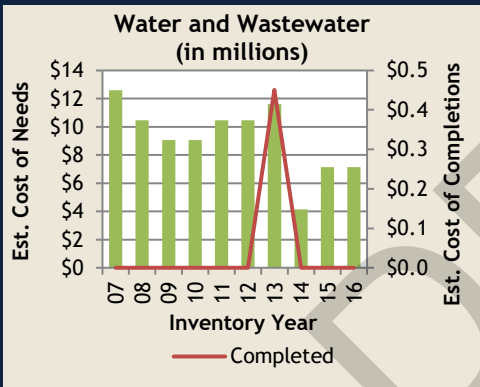 Water and Wastewater
(in millions)
Est. Cost of Needs
$14
$12
$10
$8
$6
$4
$2
$0
$0.5
$0.4
$0.3
$0.2
$0.1
$0.0
Est. Cost of Completions
07 08 09 10 11 12 13 14 15 16
Inventory Year
Completed